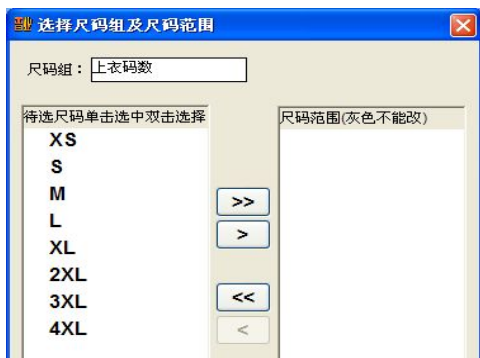 选择尺码组及尺码范围
尺码组：上衣码数
待选尺码单击选中双击选择
尺码范围(灰色不能改)
XS
S
M
L
XL
2XL
3XL
4XL
>>
>
<<
<